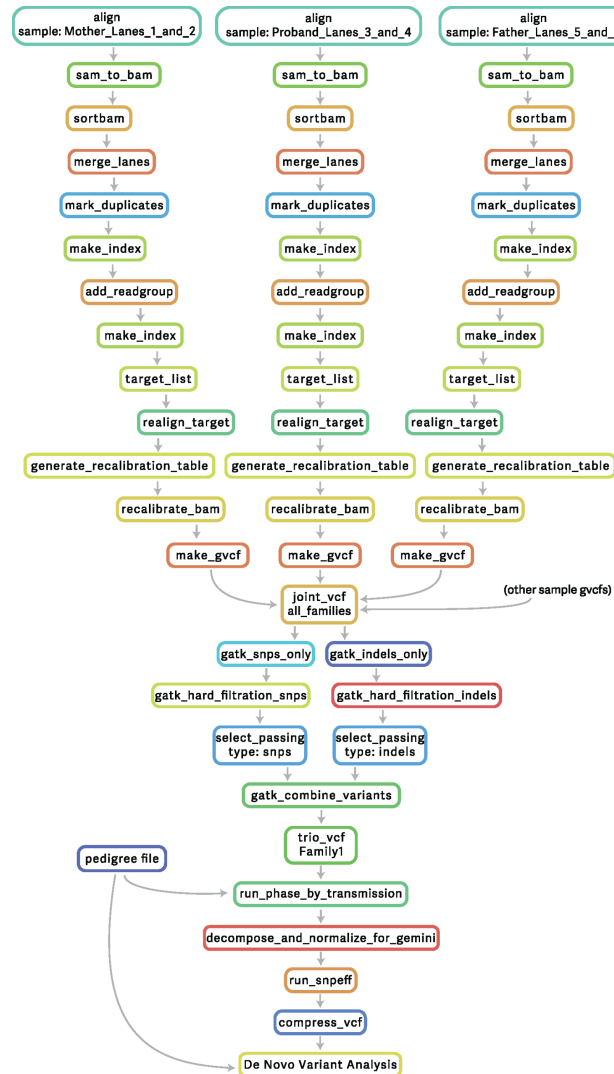 align
sample: Mother_Lanes_1_and_2
align
sample: Proband_Lanes_3_and_4
align
sample: Father_Lanes_5_and_
sam_to_bam
sam_to_bam
sam_to_bam
sortbam
sortbam
sortbam
merge_lanes
merge_lanes
merge_lanes
mark_duplicates
mark_duplicates
mark_duplicates
make_index
make_index
make_index
add_readgroup
add_readgroup
add_readgroup
make_index
make_index
make_index
target_list
target_list
target_list
realign_target
realign_target
realign_target
generate_recalibration_table
generate_recalibration_table
generate_recalibration_table
recalibrate_bam
recalibrate_bam
recalibrate_bam
make_gvcf
make_gvcf
make_gvcf
joint_vcf
all_families
(other sample gvcfs)
gatk_snps_only
gatk_indels_only
gatk_hard_filtration_snps
gatk_hard_filtration_indels
select_passing
type: snps
select_passing
type: indels
gatk_combine_variants
trio_vcf
Family1
pedigree file
run_phase_by_transmission
decompose_and_normalize_for_gemini
run_snpeff
compress_vcf
De Novo Variant Analysis